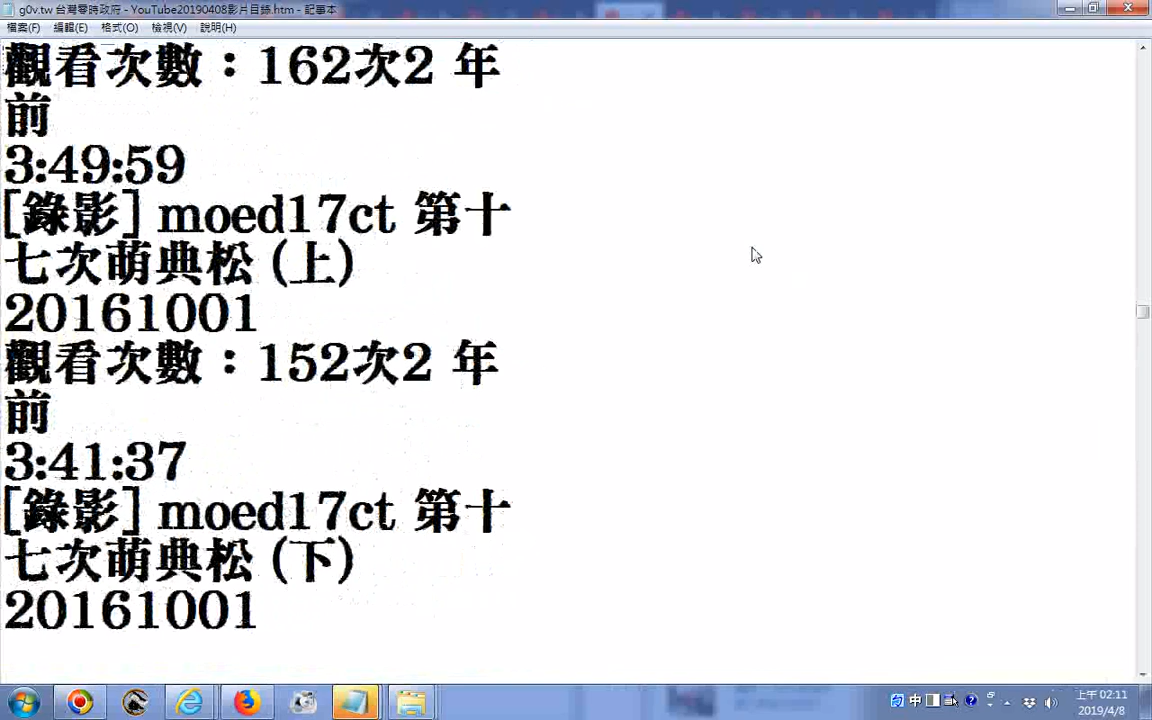 g0v.tw 台灣零時政府 - YouTube20190408影片目錄.htm - 記事本
檔案(F) 編輯(E) 格式(O) 檢視(V) 說明(H)
觀看次數：162次2 年
前
3:49:59
[錄影] moed17ct 第十
七次萌典松 (上)
20161001
觀看次數：152次2 年
前
3:41:37
[錄影] moed17ct 第十
七次萌典松 (下)
20161001
中
上午 02:11
2019/4/8